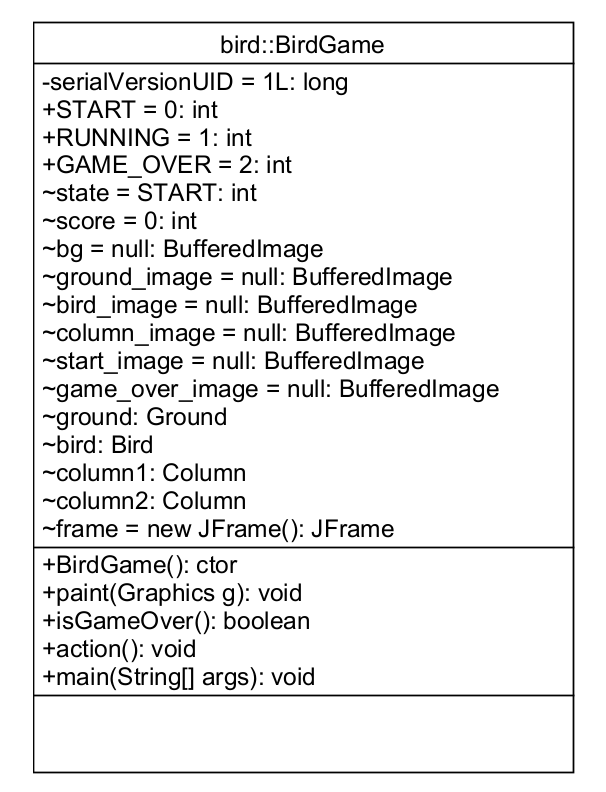 bird::BirdGame
-serialVersionUID = 1L: long
+START = 0: int
+RUNNING = 1: int
+GAME_OVER = 2: int
~state = START: int
~score = 0: int
~bg = null: BufferedImage
~ground_image = null: BufferedImage
~bird_image = null: BufferedImage
~column_image = null: BufferedImage
~start_image = null: BufferedImage
~game_over_image = null: BufferedImage
~ground: Ground
~bird: Bird
~column1: Column
~column2: Column
~frame = new JFrame(): JFrame
+BirdGame(): ctor
+paint(Graphics g): void
+isGameOver(): boolean
+action(): void
+main(String[] args): void